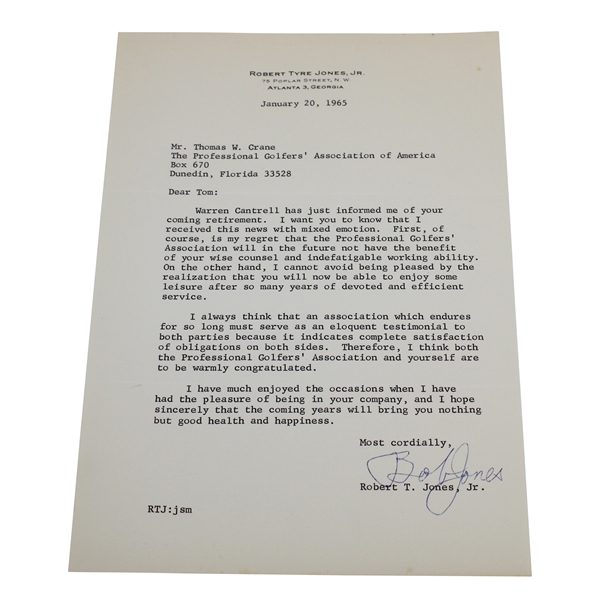 ROBERT TYRE JONES, JR.
75 POPLAR STREET, N. W.
ATLANTA 3, GEORGIA
January 20, 1965
Mr. Thomas W. Crane
The Professional Golfers' Association of America
Box 670
Dunedin, Florida 33528
Dear Tom:
Warren Cantrell has just informed me of your
coming retirement. I want you to know that I
received this news with mixed emotion. First, of
course, is my regret that the Professional Golfers'
Association will in the future not have the benefit
of your wise counsel and indefatigable working ability.
On the other hand, I cannot avoid being pleased by the
realization that you will now be able to enjoy some
leisure after so many years of devoted and efficient
service.
I always think that an association which endures
for so long must serve as an eloquent testimonial to
both parties because it indicates complete satisfaction
of obligations on both sides. Therefore, I think both
the Professional Golfers' Association and yourself are
to be warmly congratulated.
I have much enjoyed the occasions when I have
had the pleasure of being in your company, and I hope
sincerely that the coming years will bring you nothing
but good health and happiness.
Most cordially,
Bob Jones
Robert T. Jones, Jr.
RTJ:jsm